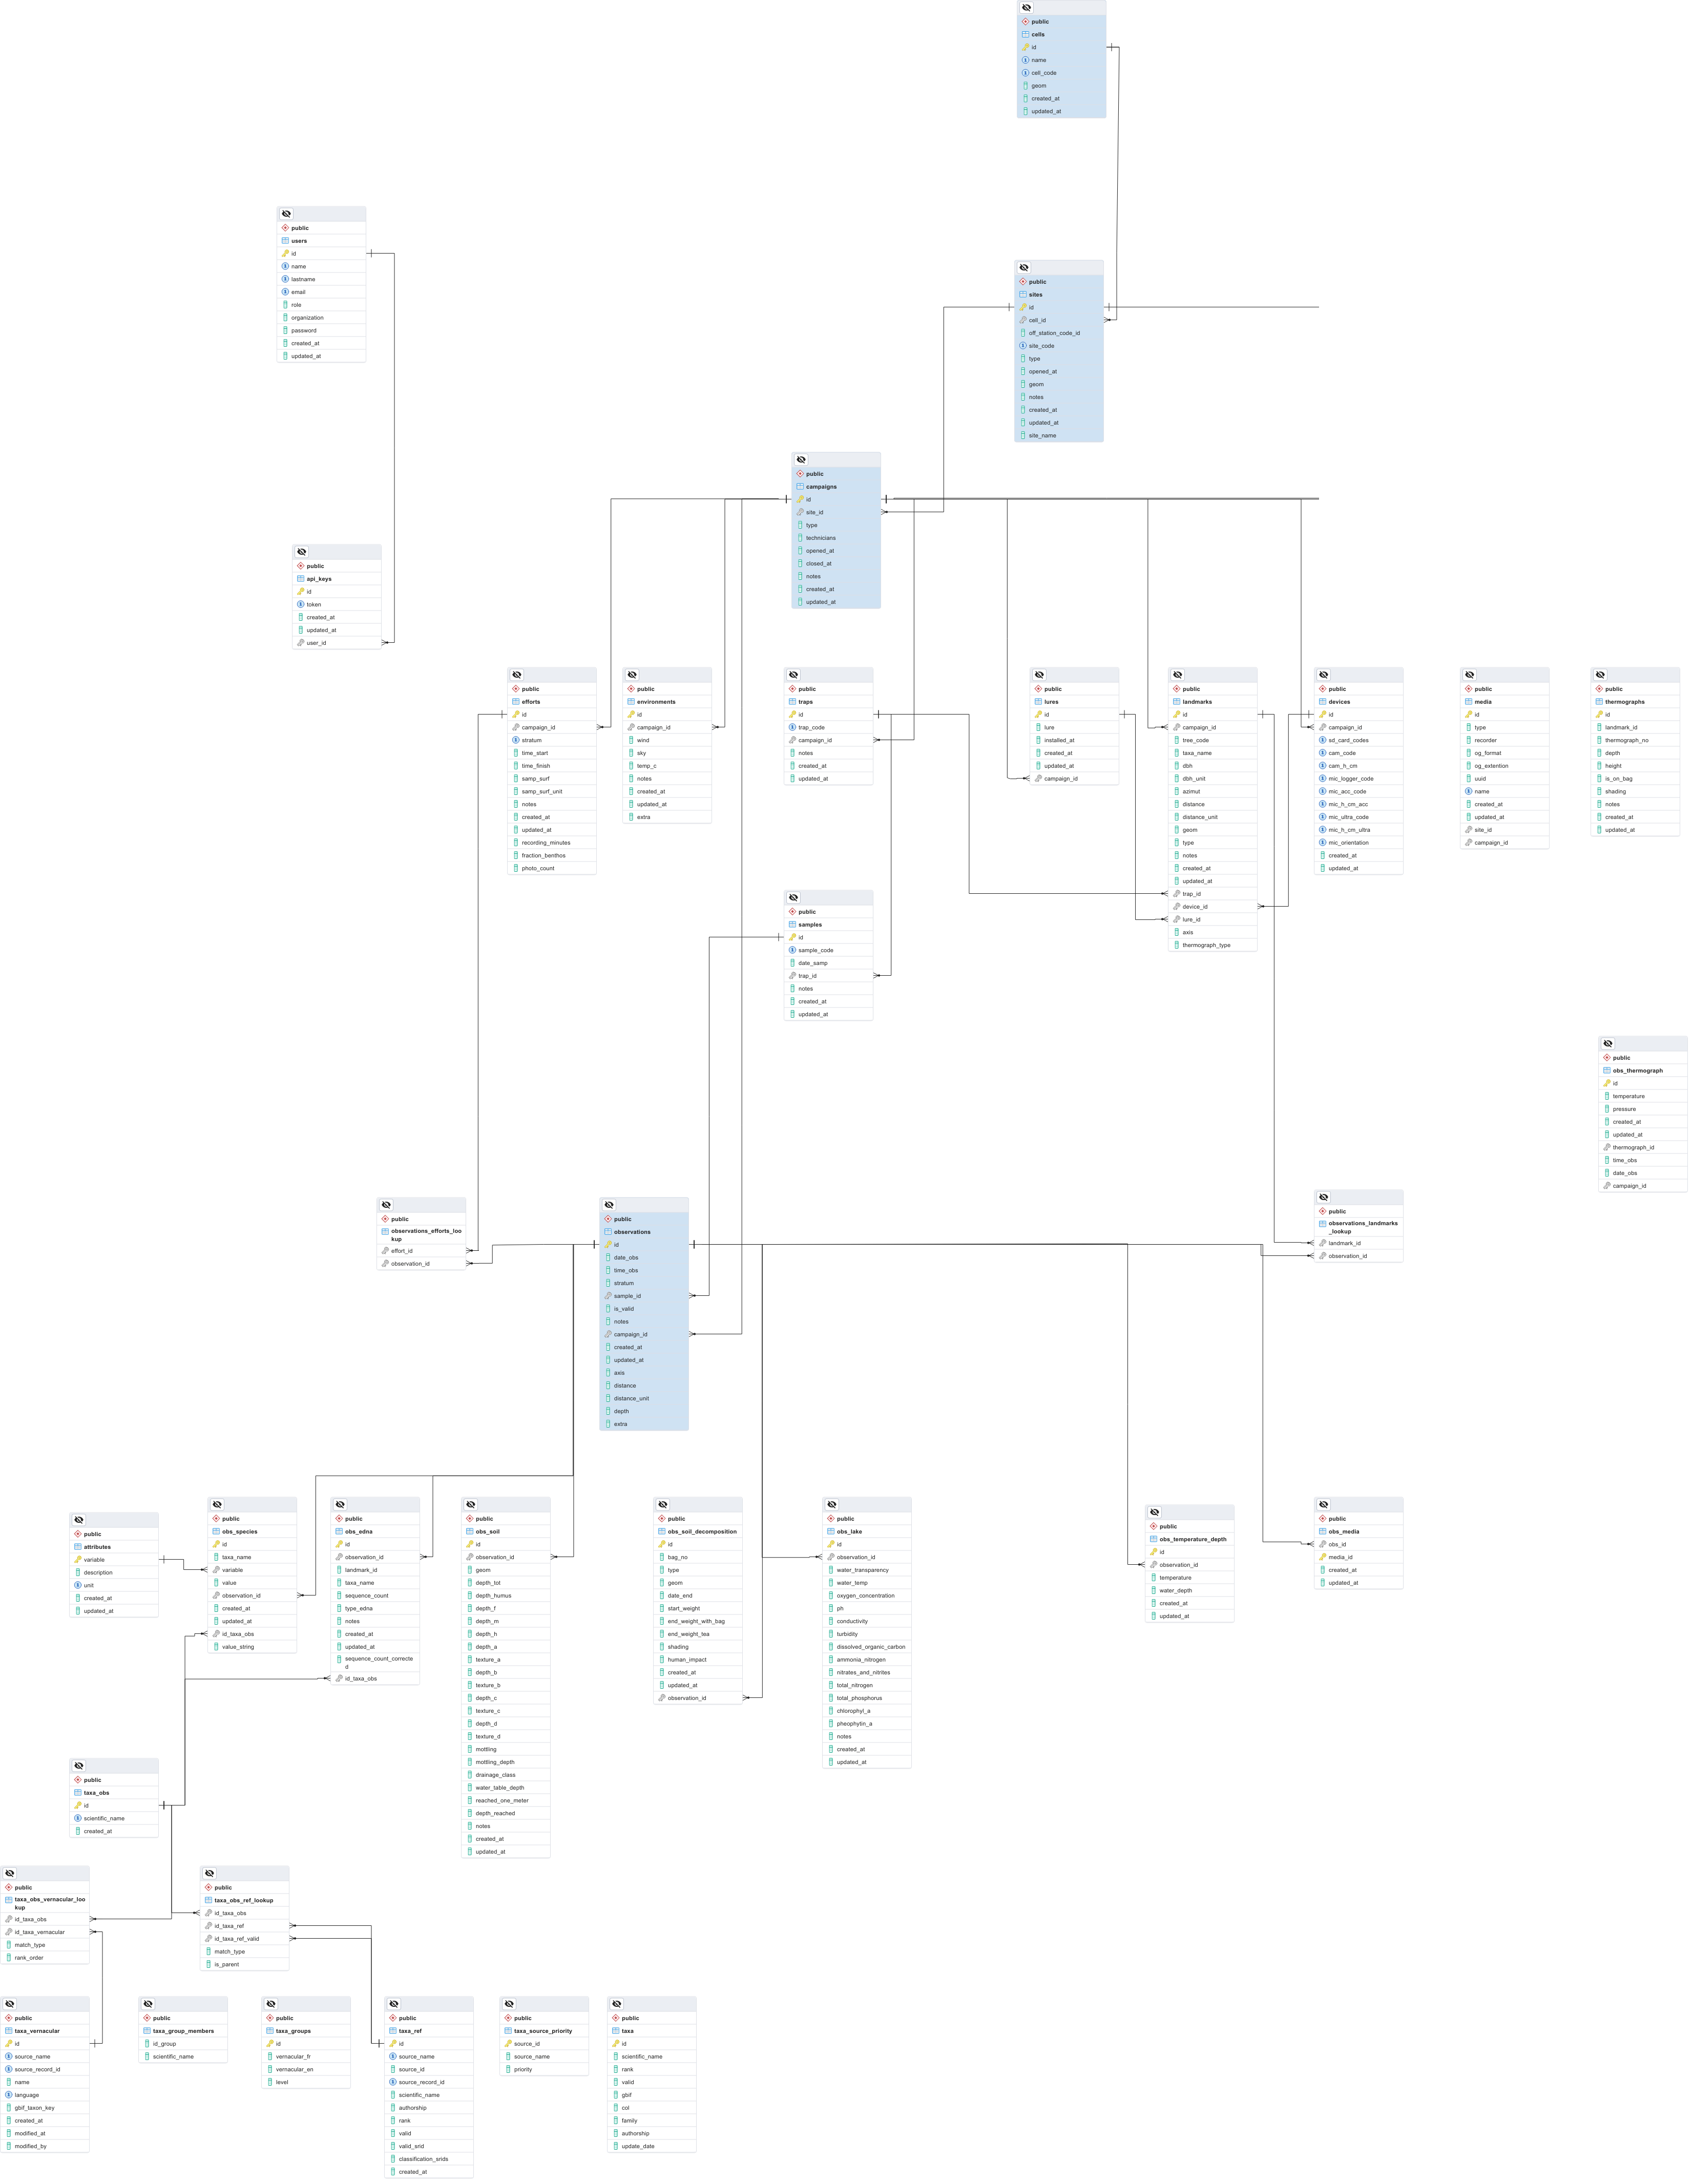 public
cells
id
name
cell_code
geom
created_at
updated_at
public
users
id
name
lastname
email
role
organization
password
created_at
updated_at
public
sites
id
cell_id
off_station_code_id
site_code
type
opened_at
geom
notes
created_at
updated_at
site_name
public
campaigns
id
site_id
type
technicians
opened_at
closed_at
notes
created_at
updated_at
public
api_keys
id
token
created_at
updated_at
user_id
public
efforts
id
campaign_id
stratum
time_start
time_finish
samp_surf
samp_surf_unit
notes
created_at
updated_at
recording_minutes
fraction_benthos
photo_count
public
environments
id
campaign_id
wind
sky
temp_c
notes
created_at
updated_at
extra
public
traps
id
trap_code
campaign_id
notes
created_at
updated_at
public
lures
id
lure
installed_at
created_at
updated_at
campaign_id
public
landmarks
id
campaign_id
tree_code
taxa_name
dbh
dbh_unit
azimut
distance
distance_unit
geom
type
notes
created_at
updated_at
trap_id
device_id
lure_id
axis
thermograph_type
public
devices
id
campaign_id
sd_card_codes
cam_code
cam_h_cm
mic_logger_code
mic_acc_code
mic_h_cm_acc
mic_ultra_code
mic_h_cm_ultra
mic_orientation
created_at
updated_at
public
media
id
type
recorder
og_format
og_extention
uuid
name
created_at
updated_at
site_id
campaign_id
public
thermographs
id
landmark_id
thermograph_no
depth
height
is_on_bag
shading
notes
created_at
updated_at
public
samples
id
sample_code
date_samp
trap_id
notes
created_at
updated_at
public
obs_thermograph
id
temperature
pressure
created_at
updated_at
thermograph_id
time_obs
date_obs
campaign_id
public
observations_efforts_loo
kup
effort_id
observation_id
public
observations
id
date_obs
time_obs
stratum
sample_id
is_valid
notes
campaign_id
created_at
updated_at
axis
distance
distance_unit
depth
extra
public
observations_landmarks
_lookup
landmark_id
observation_id
public
attributes
variable
description
unit
created_at
updated_at
public
obs_species
id
taxa_name
variable
value
observation_id
created_at
updated_at
id_taxa_obs
value_string
public
obs_edna
id
observation_id
landmark_id
taxa_name
sequence_count
type_edna
notes
created_at
updated_at
sequence_count_correcte
d
id_taxa_obs
public
obs_soil
id
observation_id
geom
depth_tot
depth_humus
depth_f
depth_m
depth_h
depth_a
texture_a
depth_b
texture_b
depth_c
texture_c
depth_d
texture_d
mottling
mottling_depth
drainage_class
water_table_depth
reached_one_meter
depth_reached
notes
created_at
updated_at
public
obs_soil_decomposition
id
bag_no
type
geom
date_end
start_weight
end_weight_with_bag
end_weight_tea
shading
human_impact
created_at
updated_at
observation_id
public
obs_lake
id
observation_id
water_transparency
water_temp
oxygen_concentration
ph
conductivity
turbidity
dissolved_organic_carbon
ammonia_nitrogen
nitrates_and_nitrites
total_nitrogen
total_phosphorus
chlorophyl_a
pheophytin_a
notes
created_at
updated_at
public
obs_temperature_depth
id
observation_id
temperature
water_depth
created_at
updated_at
public
obs_media
obs_id
media_id
created_at
updated_at
public
taxa_obs
id
scientific_name
created_at
public
taxa_obs_vernacular_loo
kup
id_taxa_obs
id_taxa_vernacular
match_type
rank_order
public
taxa_obs_ref_lookup
id_taxa_obs
id_taxa_ref
id_taxa_ref_valid
match_type
is_parent
public
taxa_vernacular
id
source_name
source_record_id
name
language
gbif_taxon_key
created_at
modified_at
modified_by
public
taxa_group_members
id_group
scientific_name
public
taxa_groups
id
vernacular_fr
vernacular_en
level
public
taxa_ref
id
source_name
source_id
source_record_id
scientific_name
authorship
rank
valid
valid_srid
classification_srids
created_at
public
taxa_source_priority
source_id
source_name
priority
public
taxa
id
scientific_name
rank
valid
gbif
col
family
authorship
update_date